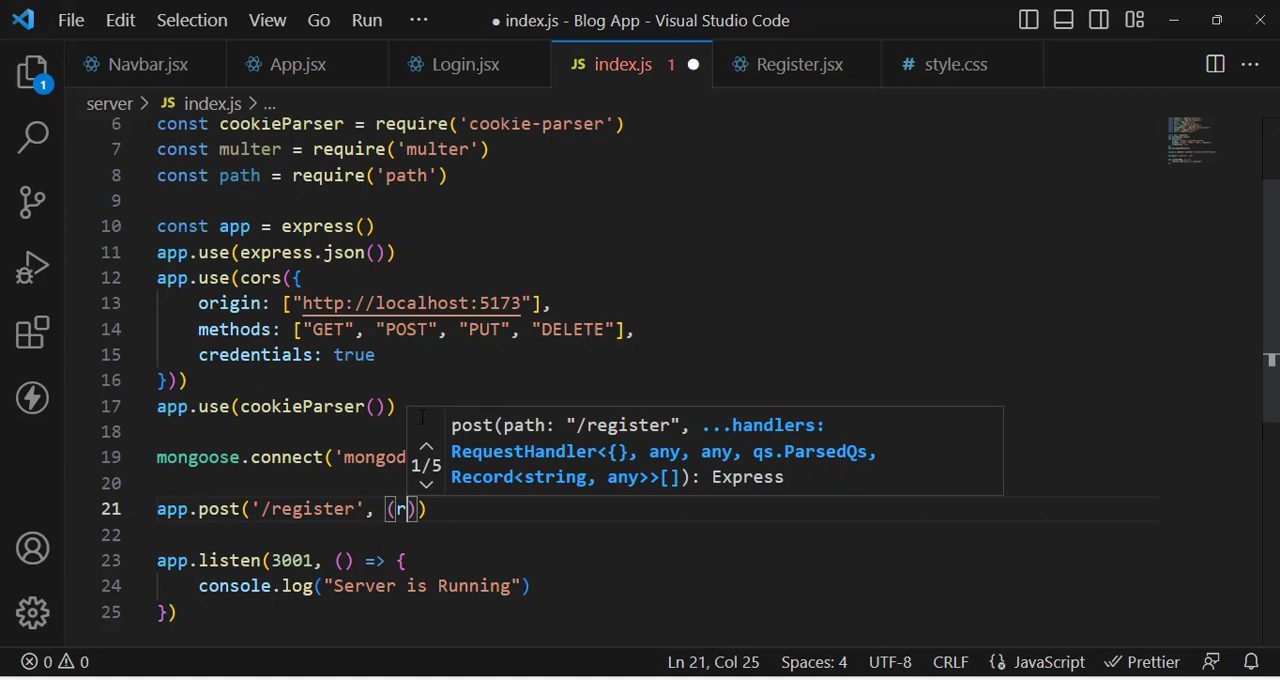 File Edit Selection View Go Run ··· ● index.js - Blog App - Visual Studio Code
Navbar.jsx App.jsx Login.jsx JS index.js 1 ● Register.jsx # style.css ···
1
server > JS index.js > ...
6 const cookieParser = require('cookie-parser')
7 const multer = require('multer')
8 const path = require('path')
9
10 const app = express()
11 app.use(express.json())
12 app.use(cors({
13 origin: ["http://localhost:5173"],
14 methods: ["GET", "POST", "PUT", "DELETE"],
15 credentials: true
16 }))
17 app.use(cookieParser())
18
post(path: "/register", ...handlers:
1/5 RequestHandler<{}, any, any, qs.ParsedQs,
Record<string, any>>[]): Express
19 mongoose.connect('mongod
20
21 app.post('/register', (r))
22
23 app.listen(3001, () => {
24 console.log("Server is Running")
25 })
0 0 Ln 21, Col 25 Spaces: 4 UTF-8 CRLF {} JavaScript Prettier